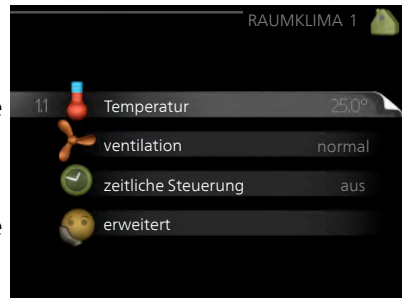 RAUMKLIMA 1
1.1 Temperatur 25.0°
ventilation normal
zeitliche Steuerung aus
erweitert